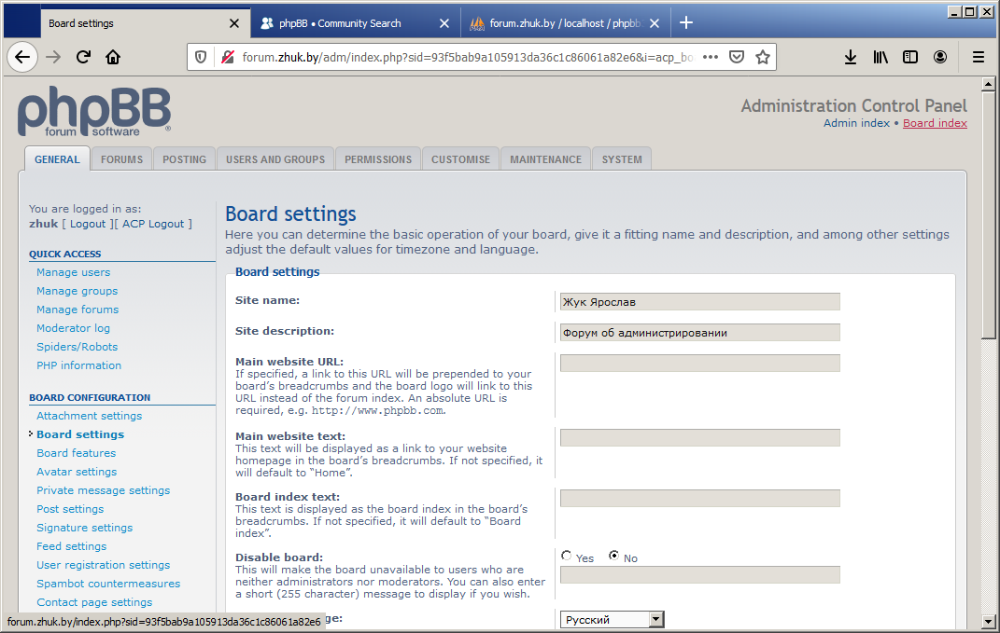 Board settings
phpBB • Community Search
forum.zhuk.by / localhost / phpbb
forum.zhuk.by/adm/index.php?sid=93f5bab9a105913da36c1c86061a82e6&i=acp_bo
phpBB®
forum software
Administration Control Panel
Admin index • Board index
GENERAL FORUMS POSTING USERS AND GROUPS PERMISSIONS CUSTOMISE MAINTENANCE SYSTEM
You are logged in as:
zhuk [ Logout ][ ACP Logout ]
QUICK ACCESS
Manage users
Manage groups
Manage forums
Moderator log
Spiders/Robots
PHP information
BOARD CONFIGURATION
Attachment settings
Board settings
Board features
Avatar settings
Private message settings
Post settings
Signature settings
Feed settings
User registration settings
Spambot countermeasures
Contact page settings
Board settings
Here you can determine the basic operation of your board, give it a fitting name and description, and among other settings
adjust the default values for timezone and language.
Board settings
Site name:
Жук Ярослав
Site description:
Форум об администрировании
Main website URL:
If specified, a link to this URL will be prepended to your
board’s breadcrumbs and the board logo will link to this
URL instead of the forum index. An absolute URL is
required, e.g. http://www.phpbb.com.
Main website text:
This text will be displayed as a link to your website
homepage in the board’s breadcrumbs. If not specified, it
will default to “Home”.
Board index text:
This text is displayed as the board index in the board’s
breadcrumbs. If not specified, it will default to “Board
index”.
Disable board:
This will make the board unavailable to users who are
neither administrators nor moderators. You can also enter
a short (255 character) message to display if you wish.
Yes No
ge:
Русский
forum.zhuk.by/index.php?sid=93f5bab9a105913da36c1c86061a82e6